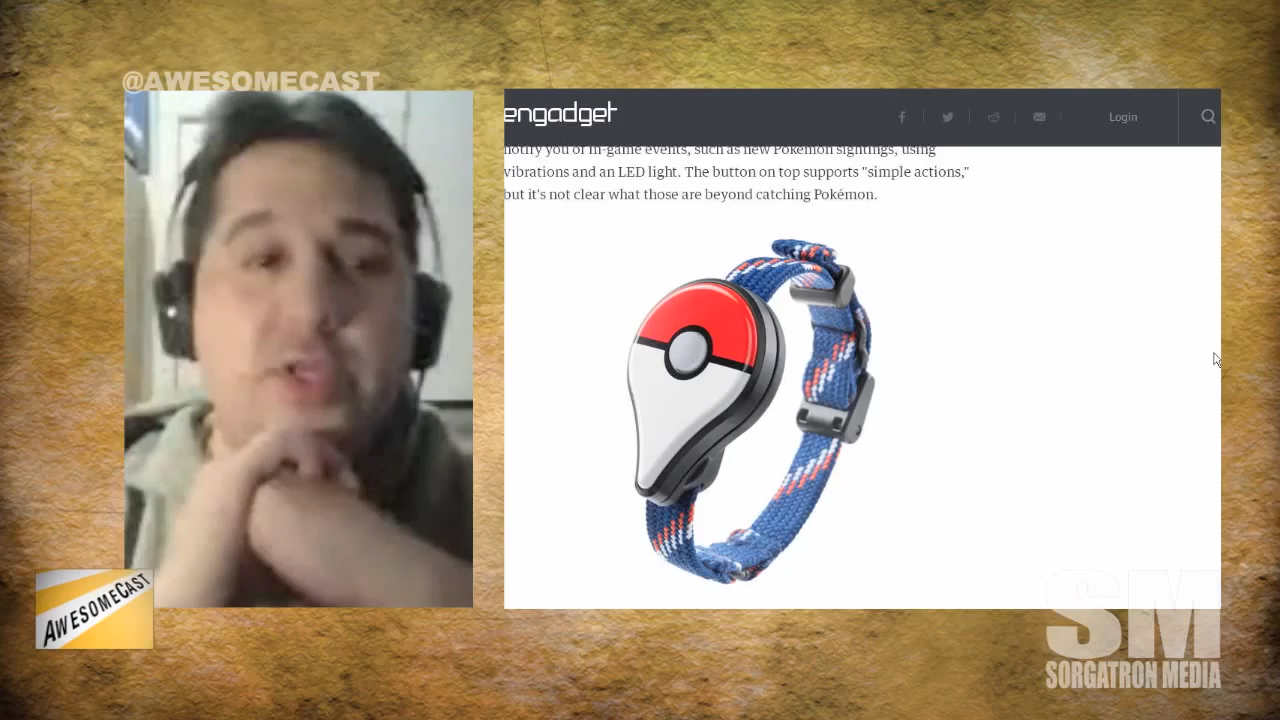 @AWESOMECAST
engadget
Login
notify you of in-game events, such as new Pokémon sightings, using
vibrations and an LED light. The button on top supports "simple actions,"
but it's not clear what those are beyond catching Pokémon.
AWESOMECAST
SM
SORGATRON MEDIA